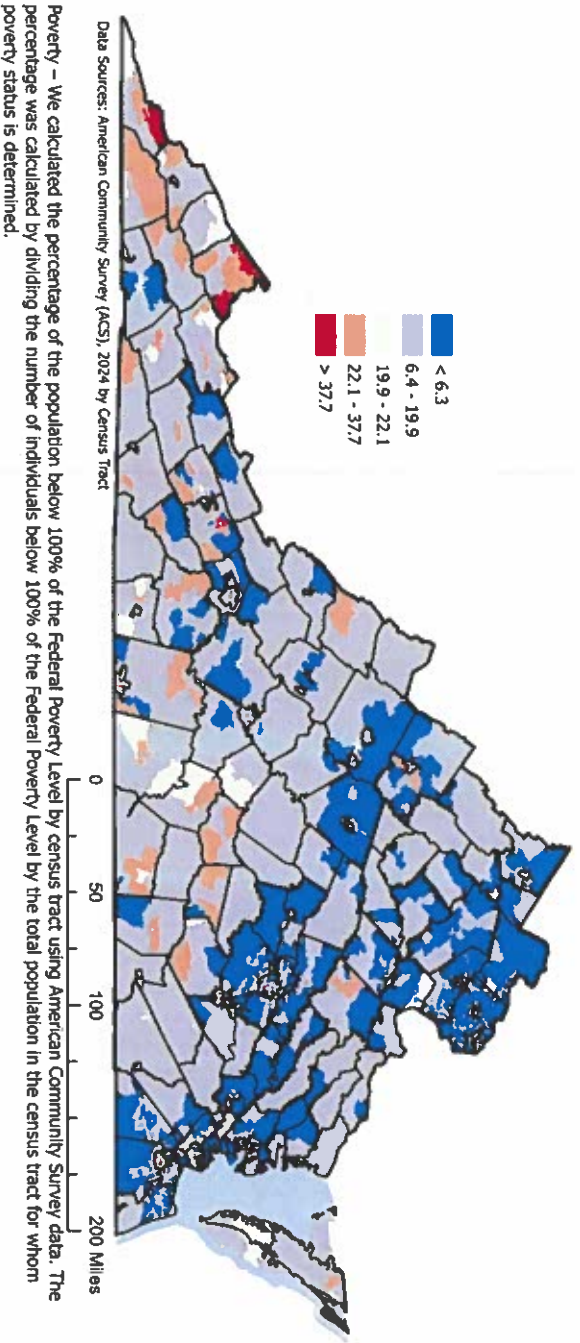 < 6.3
6.4 - 19.9
19.9 - 22.1
22.1 - 37.7
> 37.7
0 50 100 200 Miles
Data Sources: American Community Survey (ACS), 2024 by Census Tract
Poverty – We calculated the percentage of the population below 100% of the Federal Poverty Level by census tract using American Community Survey data. The
percentage was calculated by dividing the number of individuals below 100% of the Federal Poverty Level by the total population in the census tract for whom
poverty status is determined.